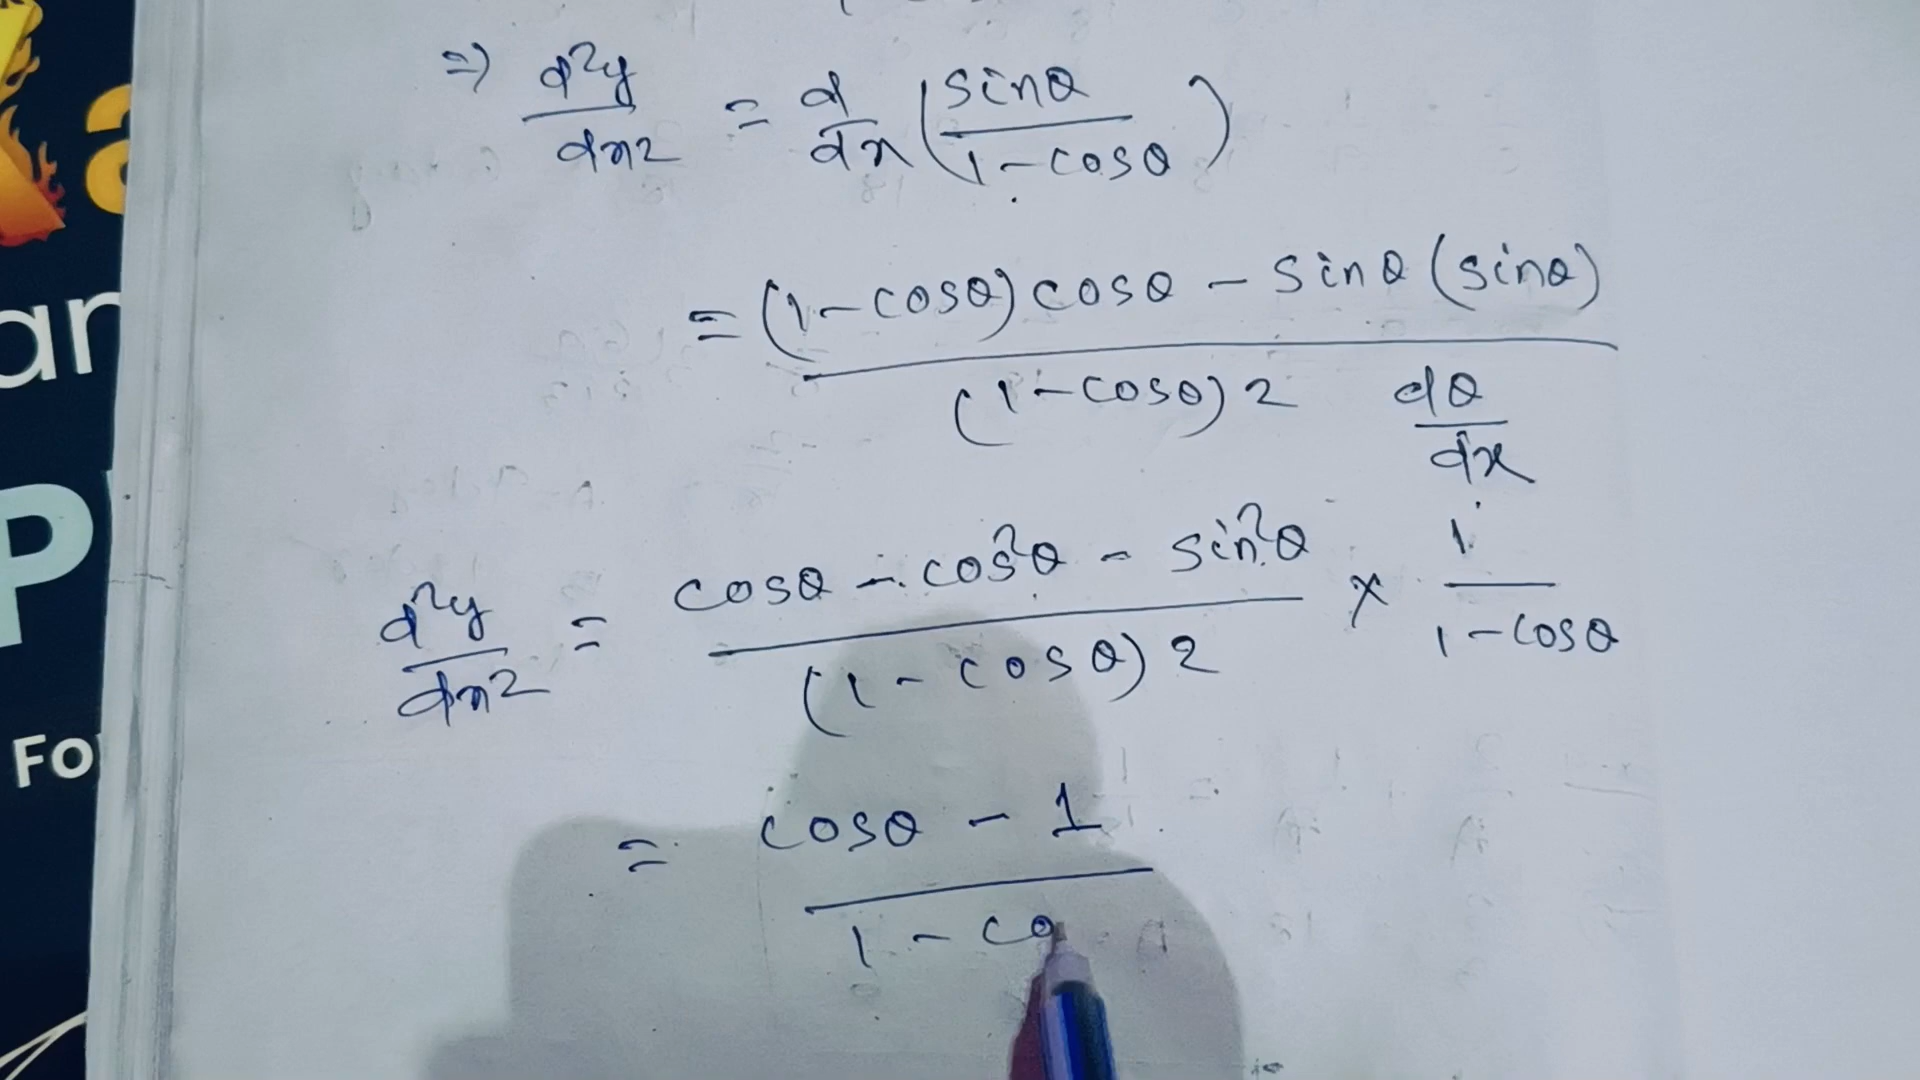 ⇒ d²y/dx2 = d/dx (sinθ/1-cosθ)
= (1-cosθ)cosθ - sinθ(sinθ)/(1-cosθ)2 dθ/dx
d²y/dx2 = cosθ - cos²θ - sin²θ/(1-cosθ)2 × 1/1-cosθ
= cosθ - 1/1 - co
a
an
P
Fo